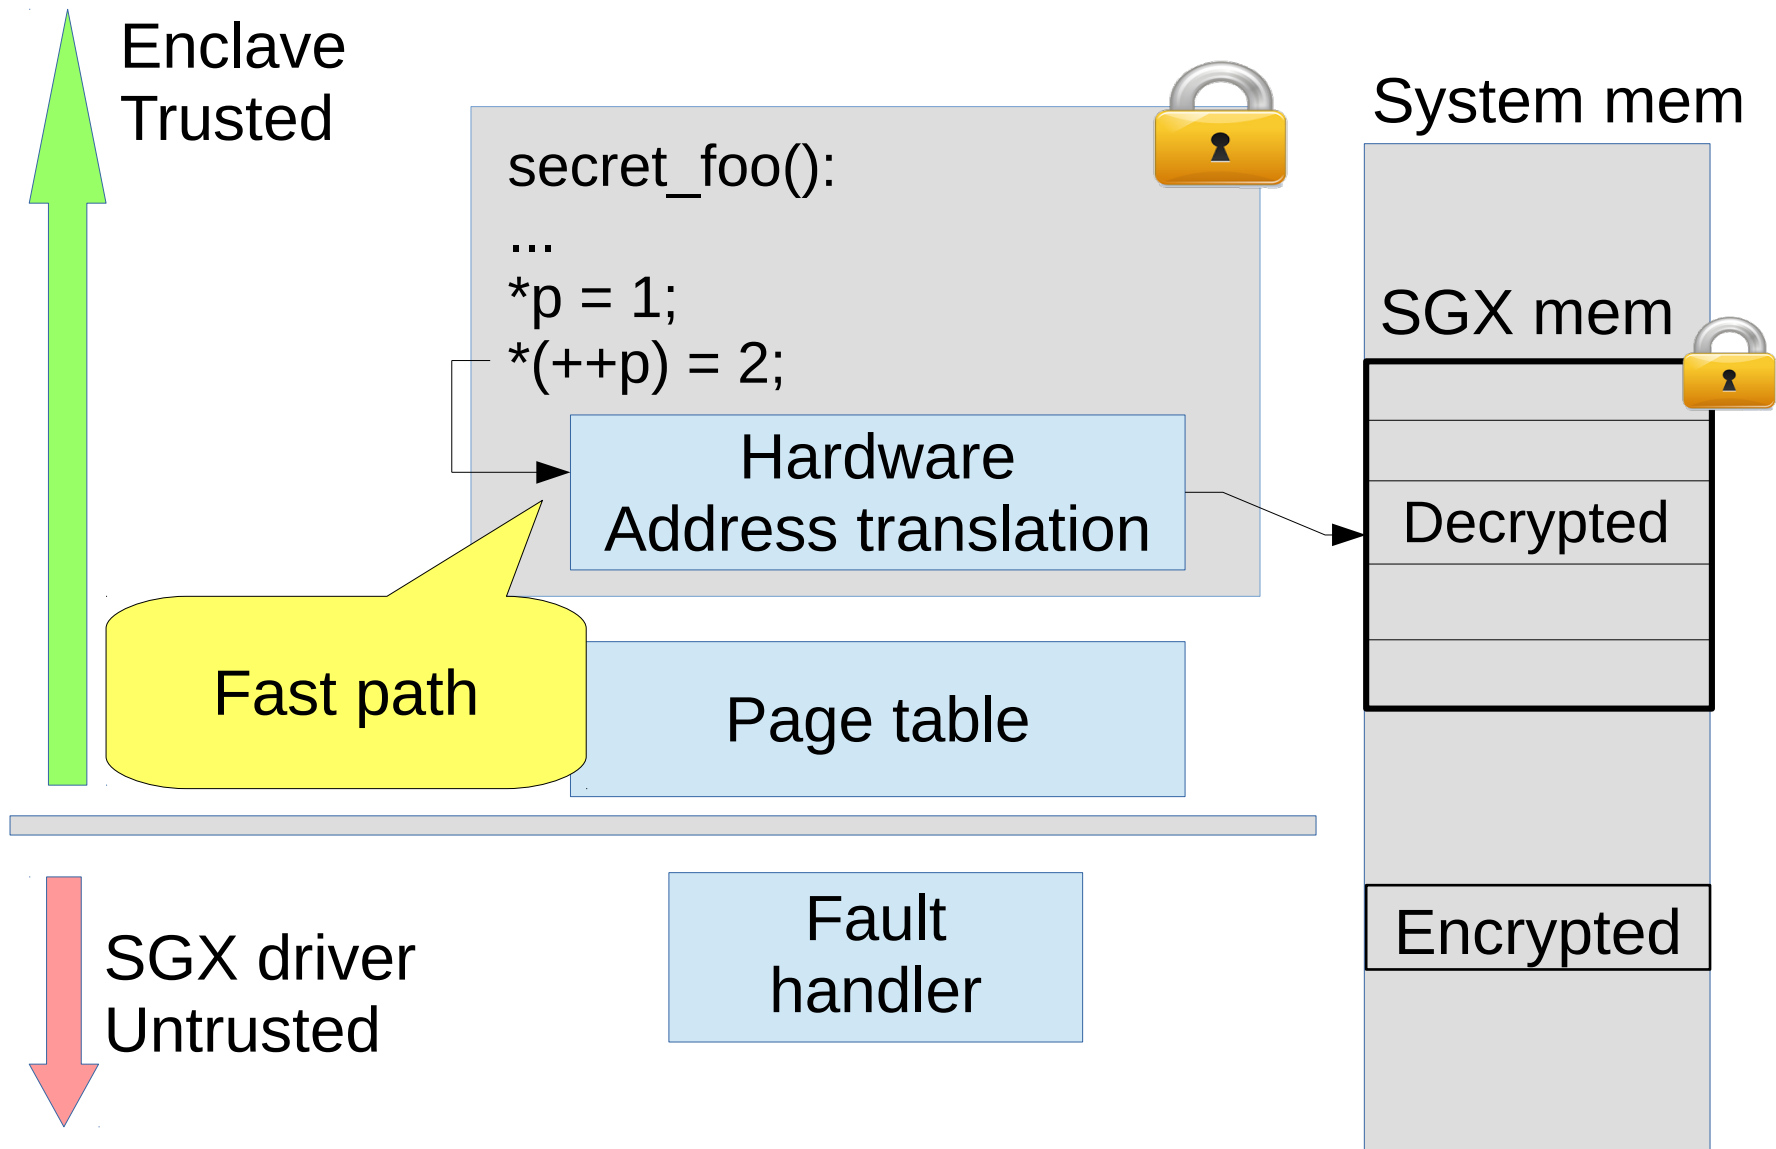 Enclave
Trusted
secret_foo():
...
*p = 1;
*(++p) = 2;
Hardware
Address translation
Fast path
Page table
System mem
SGX mem
Decrypted
Encrypted
SGX driver
Untrusted
Fault
handler